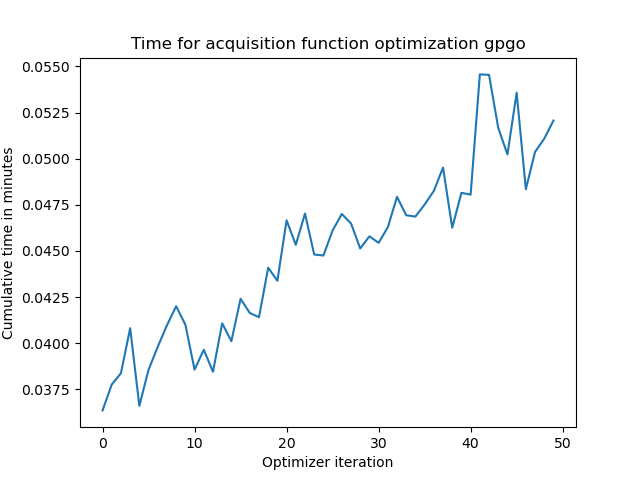 Time for acquisition function optimization gpgo
Cumulative time in minutes
0.0550
0.0525
0.0500
0.0475
0.0450
0.0425
0.0400
0.0375
0 10 20 30 40 50
Optimizer iteration